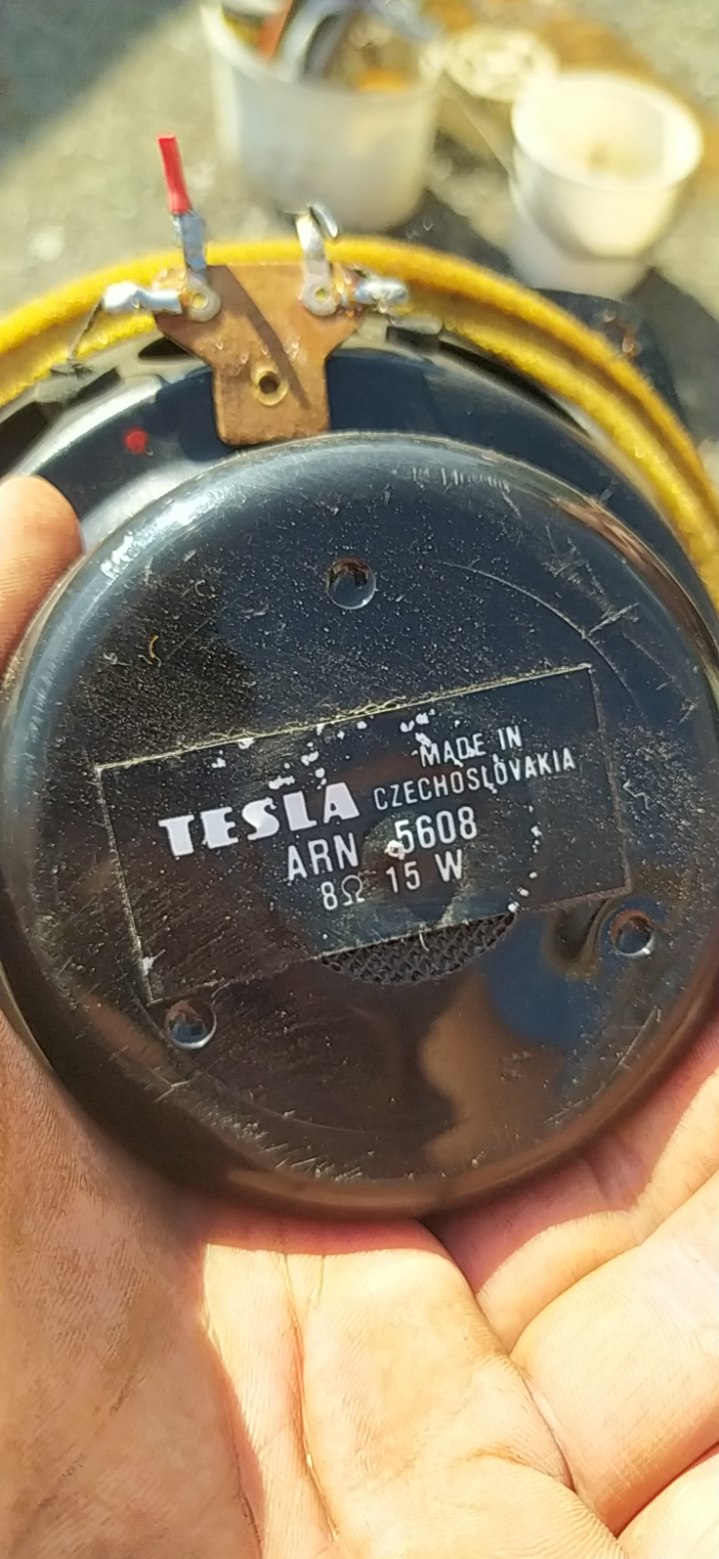 MADE IN
TESLA CZECHOSLOVAKIA
ARN 5608
8Ω 15 W